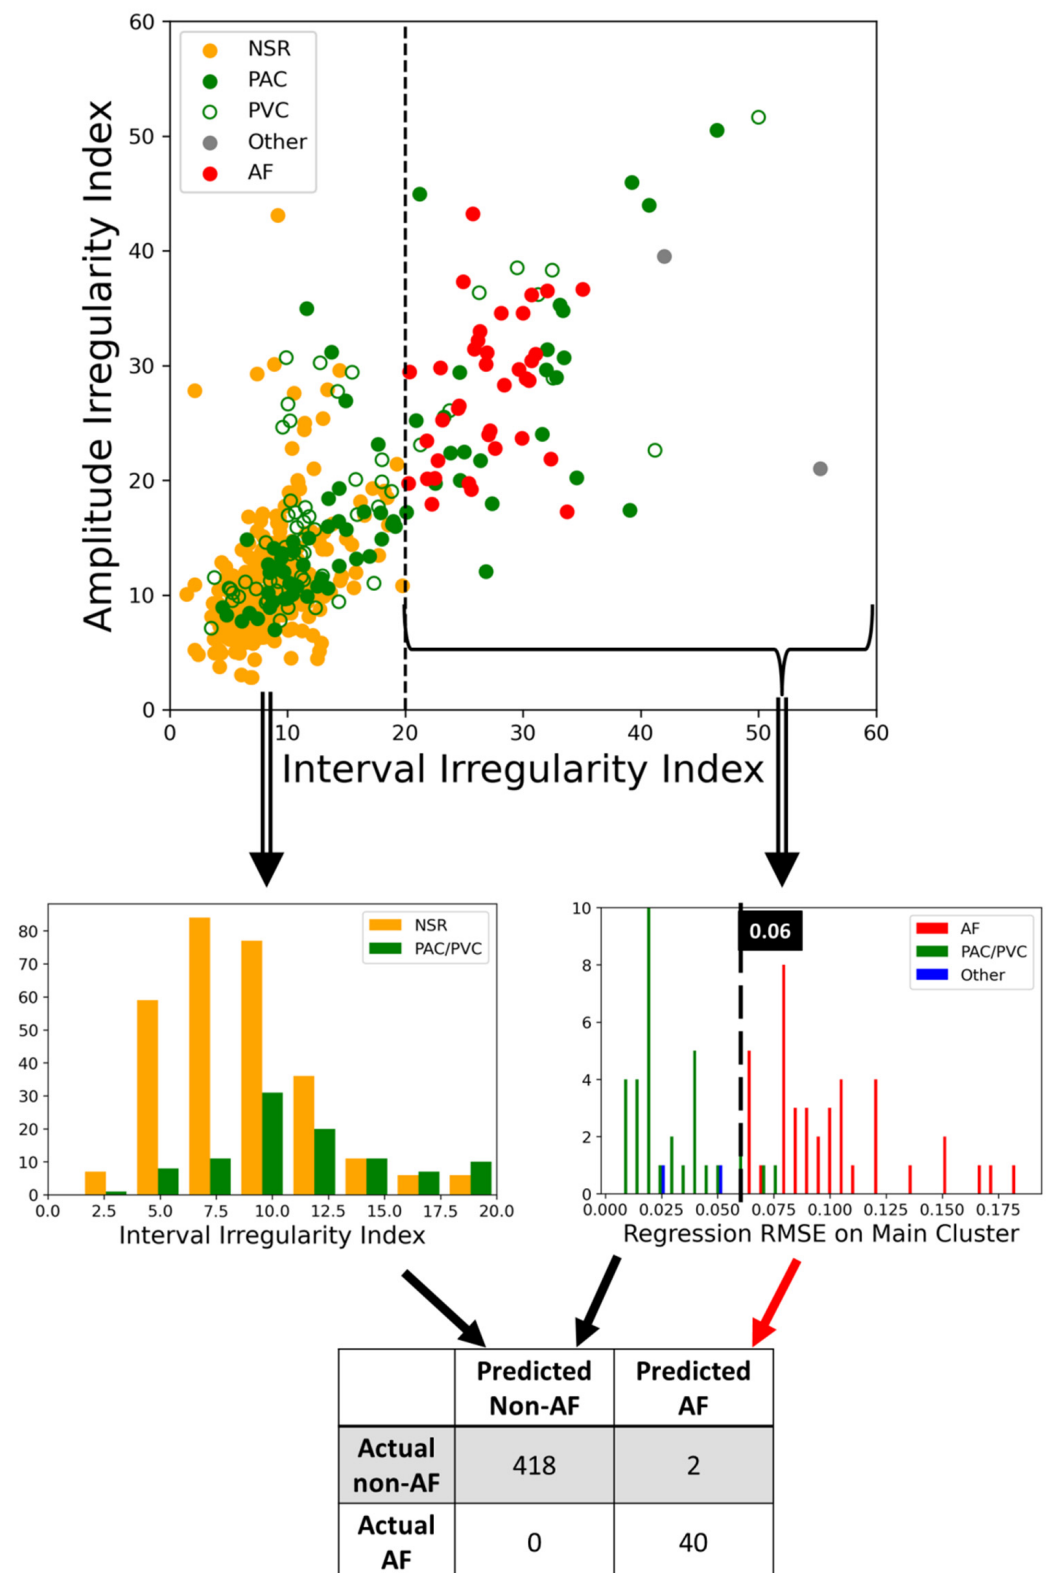 60
50
40
30
20
10
0
Amplitude Irregularity Index
NSR
PAC
PVC
Other
AF
0 10 20 30 40 50 60
Interval Irregularity Index
80
70
60
50
40
30
20
10
0
NSR
PAC/PVC
0.0 2.5 5.0 7.5 10.0 12.5 15.0 17.5 20.0
Interval Irregularity Index
10
8
6
4
2
0
0.06
AF
PAC/PVC
Other
0.000 0.025 0.050 0.075 0.100 0.125 0.150 0.175
Regression RMSE on Main Cluster
Predicted
Non-AF
Predicted
AF
Actual
non-AF
418
2
Actual
AF
0
40